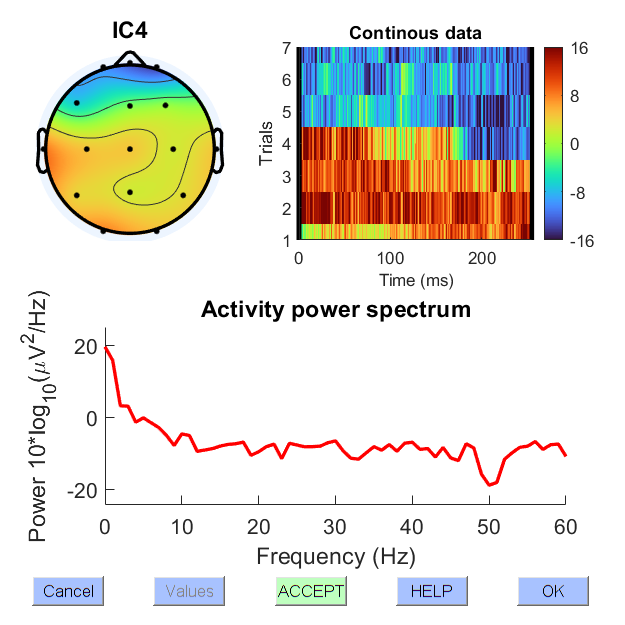 IC4
Continous data
Trials
7
6
5
4
3
2
1
0
100
200
Time (ms)
16
8
0
-8
-16
Activity power spectrum
Power 10*log10(μV2/Hz)
20
0
-20
0
10
20
30
40
50
60
Frequency (Hz)
Cancel
Values
ACCEPT
HELP
OK